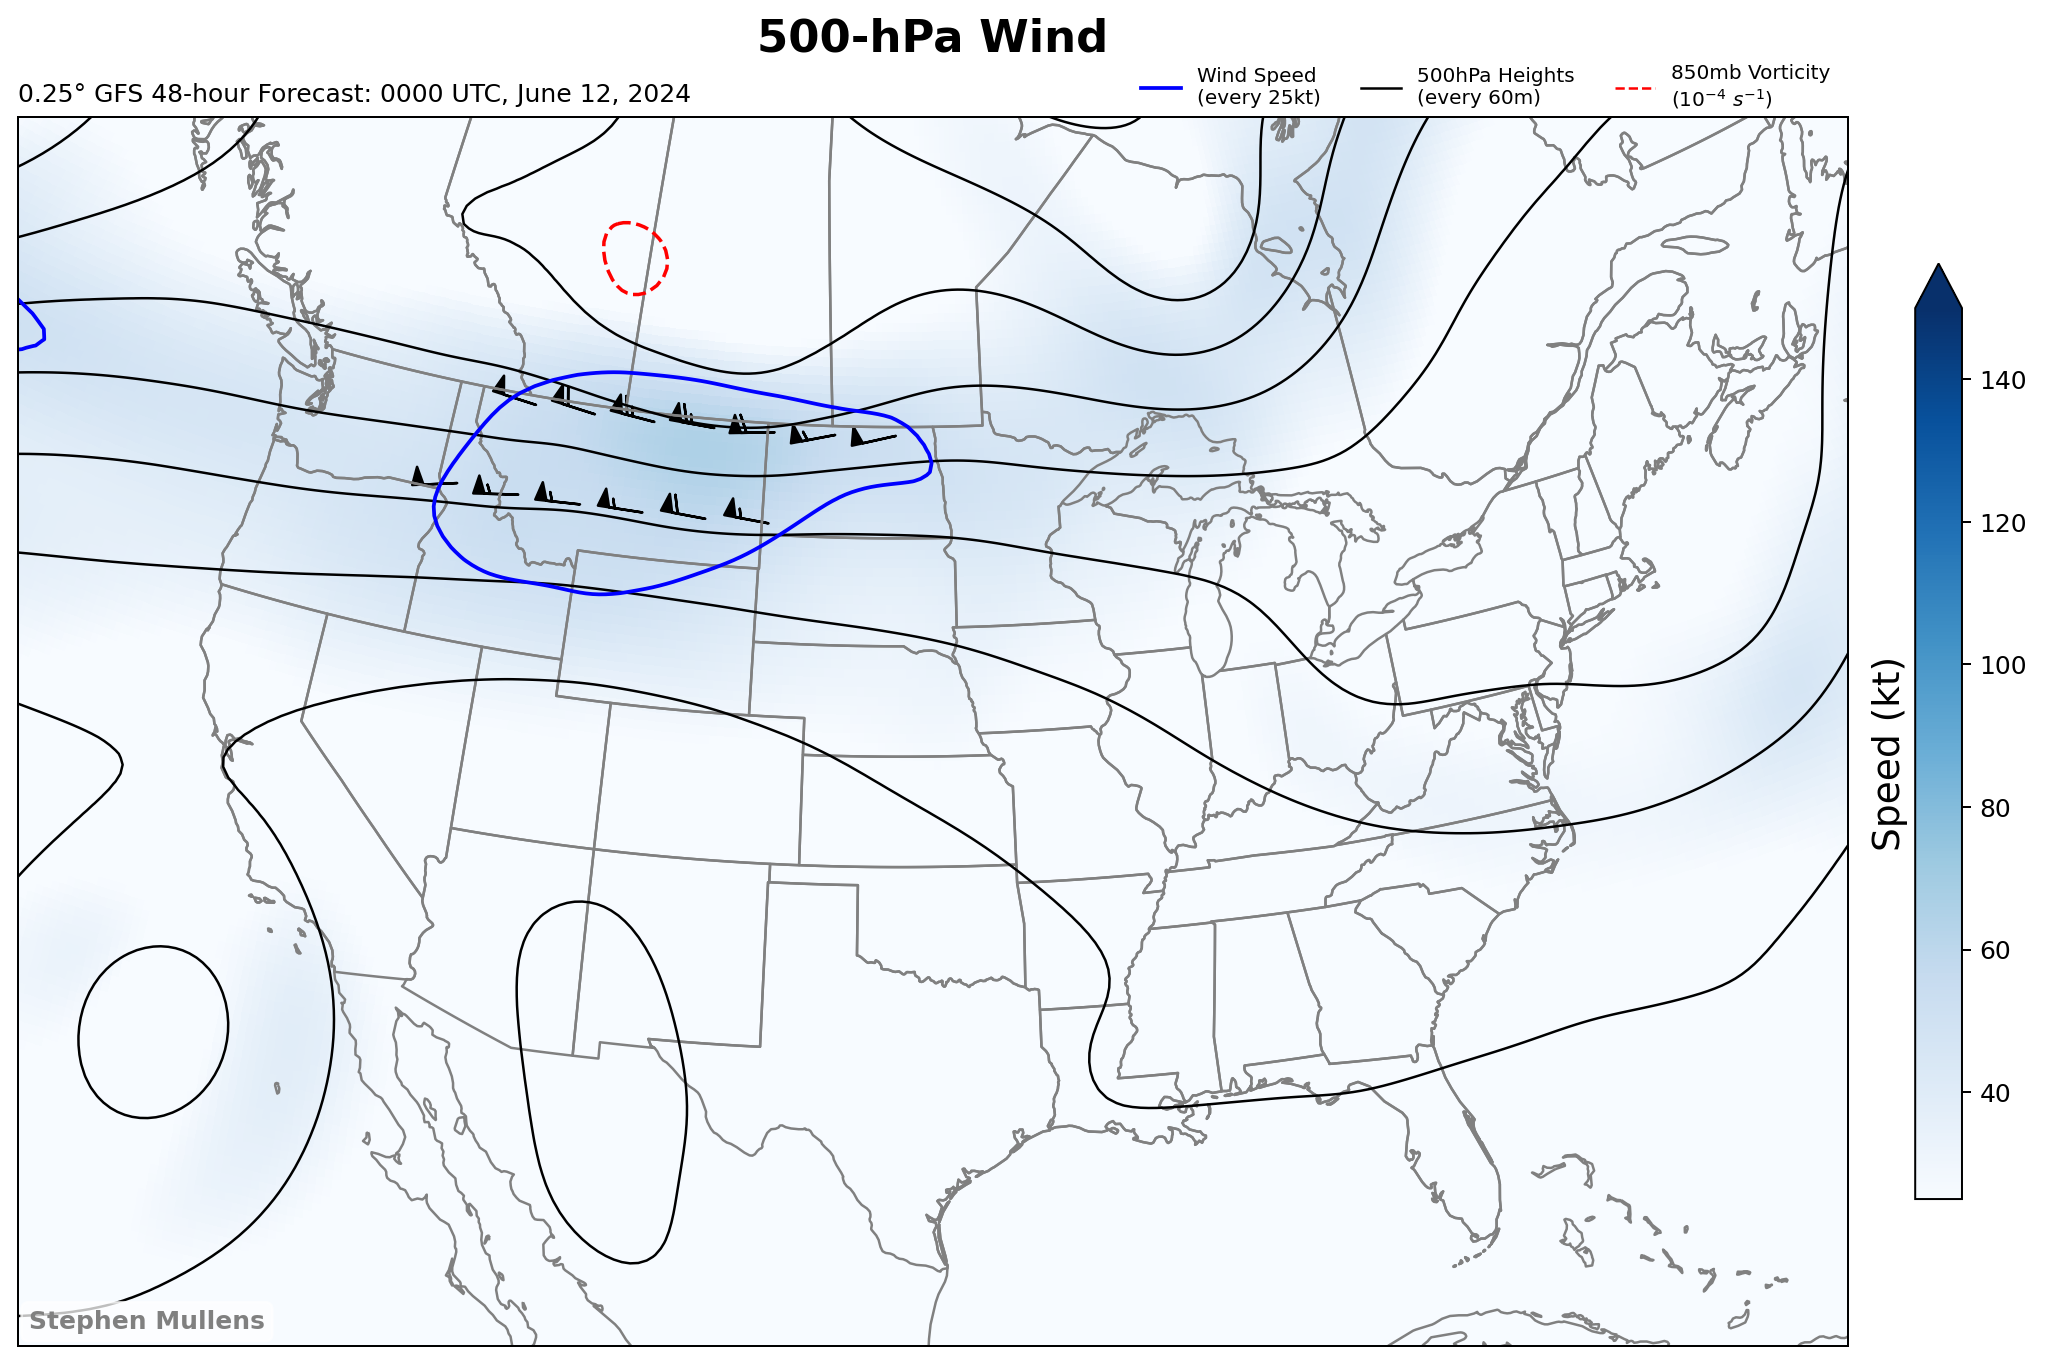 500-hPa Wind
0.25° GFS 48-hour Forecast: 0000 UTC, June 12, 2024
Wind Speed
(every 25kt)
500hPa Heights
(every 60m)
850mb Vorticity
(10⁻⁴ s⁻¹)
140
120
100
80
60
40
Speed (kt)
Stephen Mullens